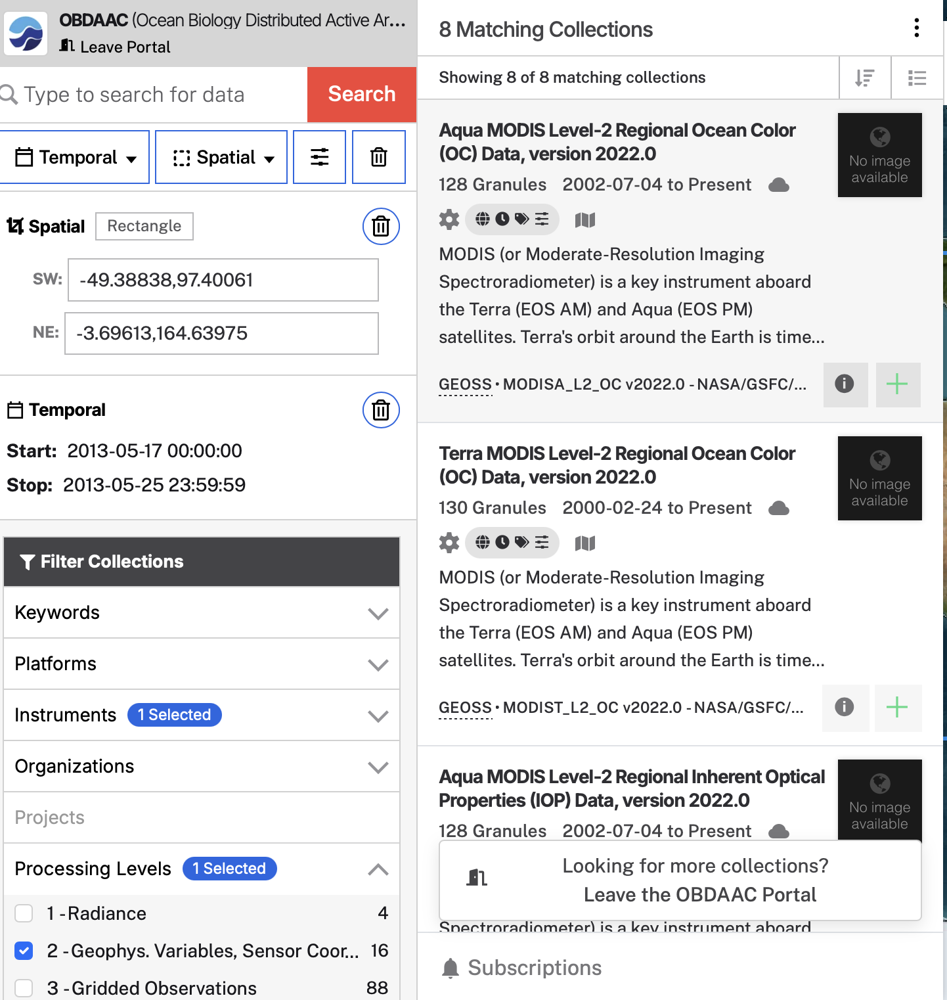 OBDAAC (Ocean Biology Distributed Active Ar...
Leave Portal
Type to search for data
Search
Temporal
Spatial
Spatial
Rectangle
SW: -49.38838,97.40061
NE: -3.69613,164.63975
Temporal
Start: 2013-05-17 00:00:00
Stop: 2013-05-25 23:59:59
Filter Collections
Keywords
Platforms
Instruments 1 Selected
Organizations
Projects
Processing Levels 1 Selected
1 - Radiance 4
2 - Geophys. Variables, Sensor Coor... 16
3 - Gridded Observations 88
8 Matching Collections
Showing 8 of 8 matching collections
Aqua MODIS Level-2 Regional Ocean Color
(OC) Data, version 2022.0
128 Granules 2002-07-04 to Present
No image
available
MODIS (or Moderate-Resolution Imaging
Spectroradiometer) is a key instrument aboard
the Terra (EOS AM) and Aqua (EOS PM)
satellites. Terra's orbit around the Earth is time...
GEOSS • MODISA_L2_OC v2022.0 - NASA/GSFC/...
Terra MODIS Level-2 Regional Ocean Color
(OC) Data, version 2022.0
130 Granules 2000-02-24 to Present
No image
available
MODIS (or Moderate-Resolution Imaging
Spectroradiometer) is a key instrument aboard
the Terra (EOS AM) and Aqua (EOS PM)
satellites. Terra's orbit around the Earth is time...
GEOSS • MODIST_L2_OC v2022.0 - NASA/GSFC/...
Aqua MODIS Level-2 Regional Inherent Optical
Properties (IOP) Data, version 2022.0
128 Granules 2002-07-04 to Present
No image
available
Looking for more collections?
Leave the OBDAAC Portal
Spectroradiometer) is a key instrument aboard
Subscriptions